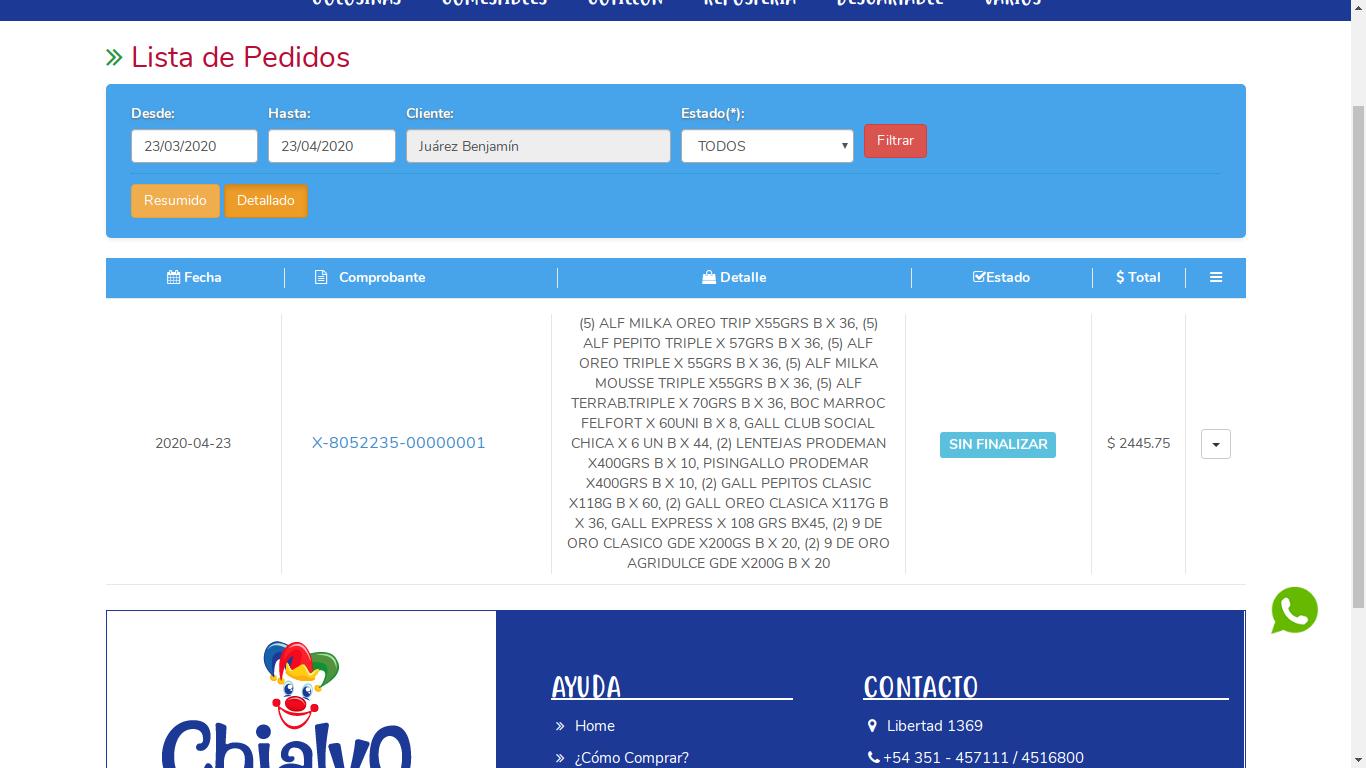 GOLOSINAS COMESTIBLES COTILLON REPOSTERIA DESCARTABLE VARIOS
Lista de Pedidos
Desde: Hasta: Cliente: Estado(*):
23/03/2020 23/04/2020 Juárez Benjamín TODOS Filtrar
Resumido Detallado
Fecha Comprobante Detalle Estado $ Total
(5) ALF MILKA OREO TRIP X55GRS B X 36, (5)
ALF PEPITO TRIPLE X 57GRS B X 36, (5) ALF
OREO TRIPLE X 55GRS B X 36, (5) ALF MILKA
MOUSSE TRIPLE X55GRS B X 36, (5) ALF
TERRAB.TRIPLE X 70GRS B X 36, BOC MARROC
FELFORT X 60UNI B X 8, GALL CLUB SOCIAL
2020-04-23 X-8052235-00000001 CHICA X 6 UN B X 44, (2) LENTEJAS PRODEMAN SIN FINALIZAR $ 2445.75
X400GRS B X 10, PISINGALLO PRODEMAR
X400GRS B X 10, (2) GALL PEPITOS CLASIC
X118G B X 60, (2) GALL OREO CLASICA X117G B
X 36, GALL EXPRESS X 108 GRS BX45, (2) 9 DE
ORO CLASICO GDE X200GS B X 20, (2) 9 DE ORO
AGRIDULCE GDE X200G B X 20
Chialvo
AYUDA
Home
¿Cómo Comprar?
CONTACTO
Libertad 1369
+54 351 - 457111 / 4516800